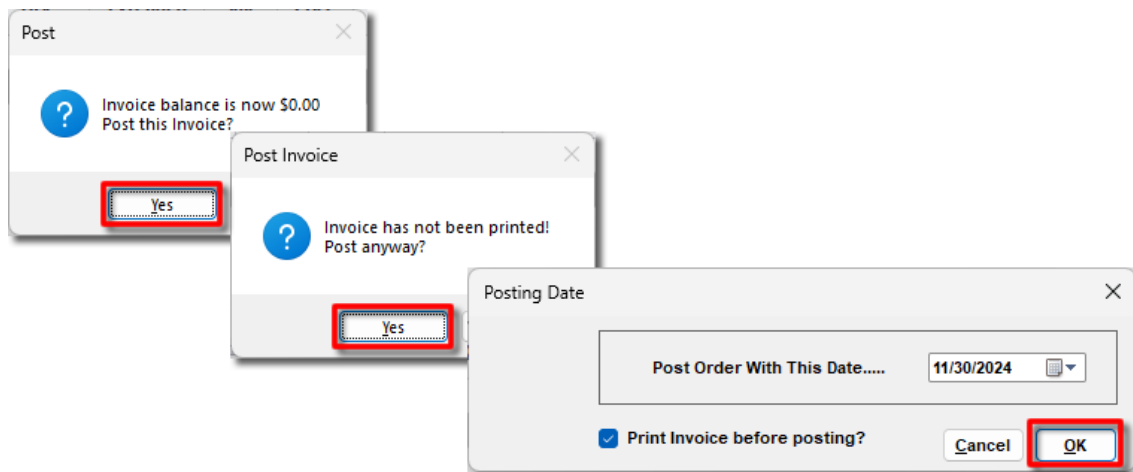 Post
Invoice balance is now $0.00
Post this Invoice?
Yes
Post Invoice
Invoice has not been printed!
Post anyway?
Yes
Posting Date
Post Order With This Date.....
11/30/2024
Print Invoice before posting?
Cancel
OK